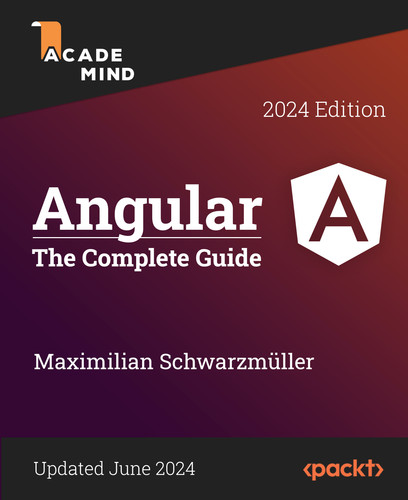 ACADE
MIND
2024 Edition
Angular
A
The Complete Guide
Maximilian Schwarzmüller
Updated June 2024
<packt>